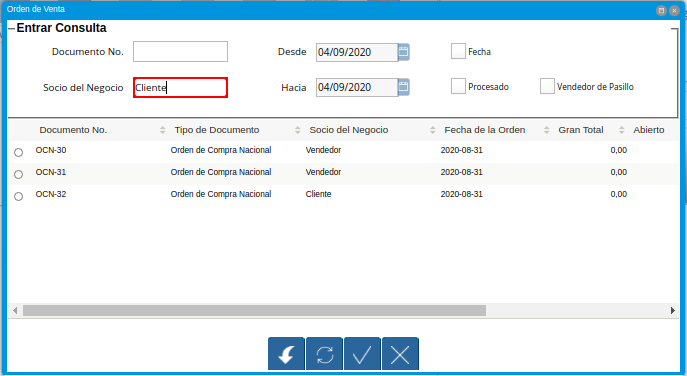 Orden de Venta
Entrar Consulta
Documento No. Desde 04/09/2020 Fecha
Socio del Negocio Cliente Hacia 04/09/2020 Procesado Vendedor de Pasillo
Documento No. Tipo de Documento Socio del Negocio Fecha de la Orden Gran Total Abierto
OCN-30 Orden de Compra Nacional Vendedor 2020-08-31 0,00
OCN-31 Orden de Compra Nacional Vendedor 2020-08-31 0,00
OCN-32 Orden de Compra Nacional Cliente 2020-08-31 0,00